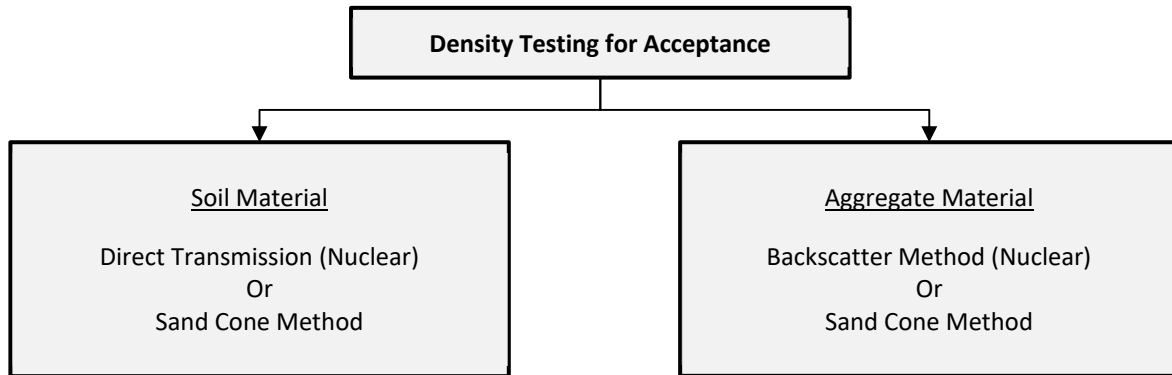 Density Testing for Acceptance
Soil Material
Direct Transmission (Nuclear)
Or
Sand Cone Method
Aggregate Material
Backscatter Method (Nuclear)
Or
Sand Cone Method